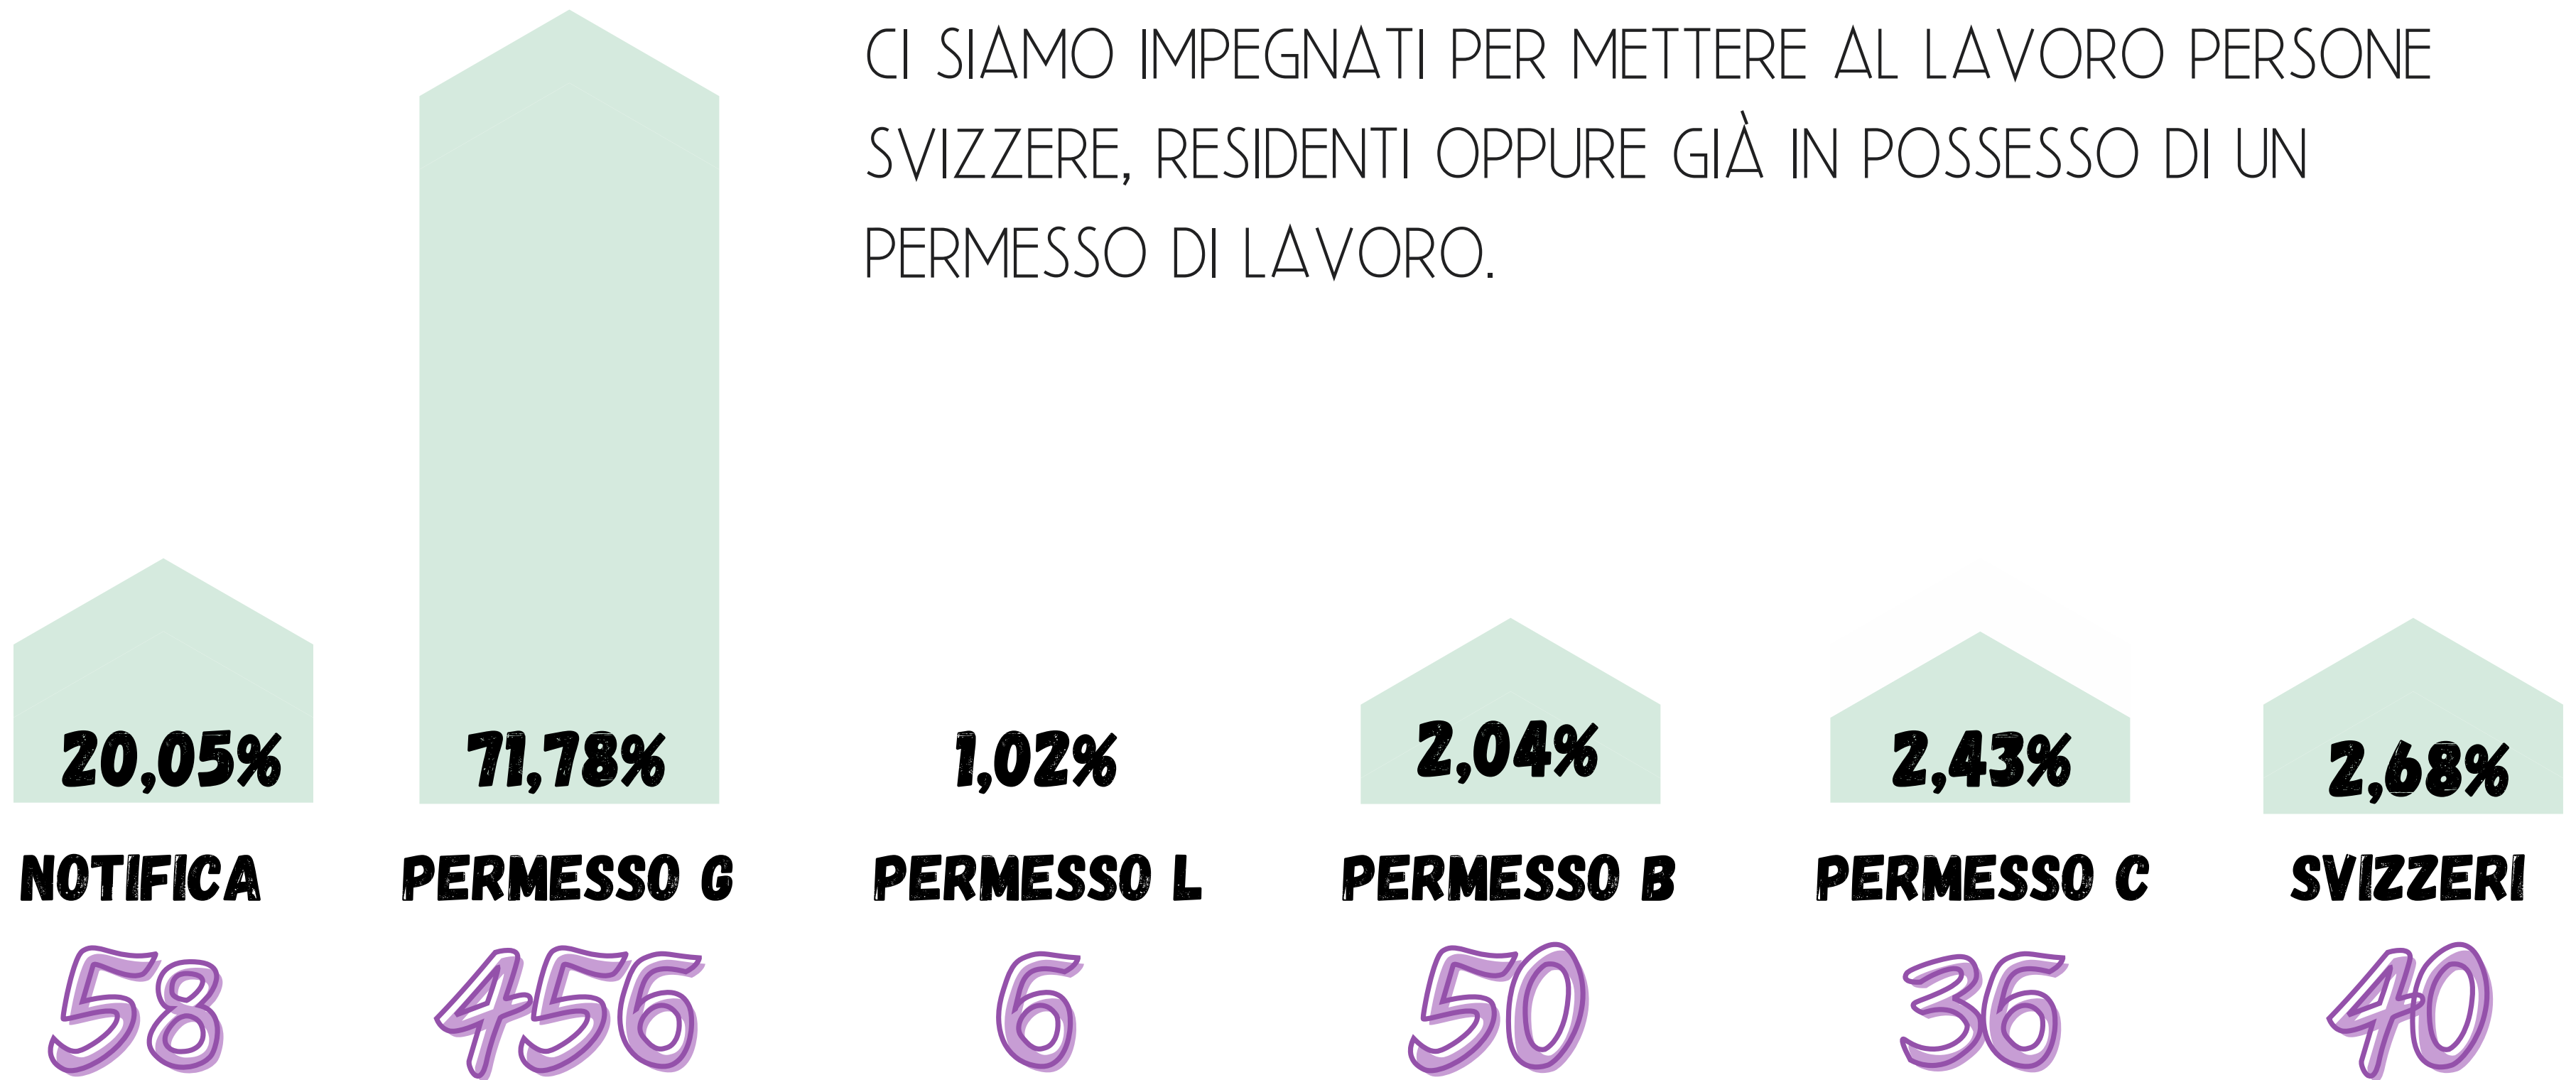 CI SIAMO IMPEGNATI PER METTERE AL LAVORO PERSONE
SVIZZERE, RESIDENTI OPPURE GIÀ IN POSSESSO DI UN
PERMESSO DI LAVORO.
20,05%
71,78%
1,02%
2,04%
2,43%
2,68%
NOTIFICA
PERMESSO G
PERMESSO L
PERMESSO B
PERMESSO C
SVIZZERI
58
456
6
50
36
40